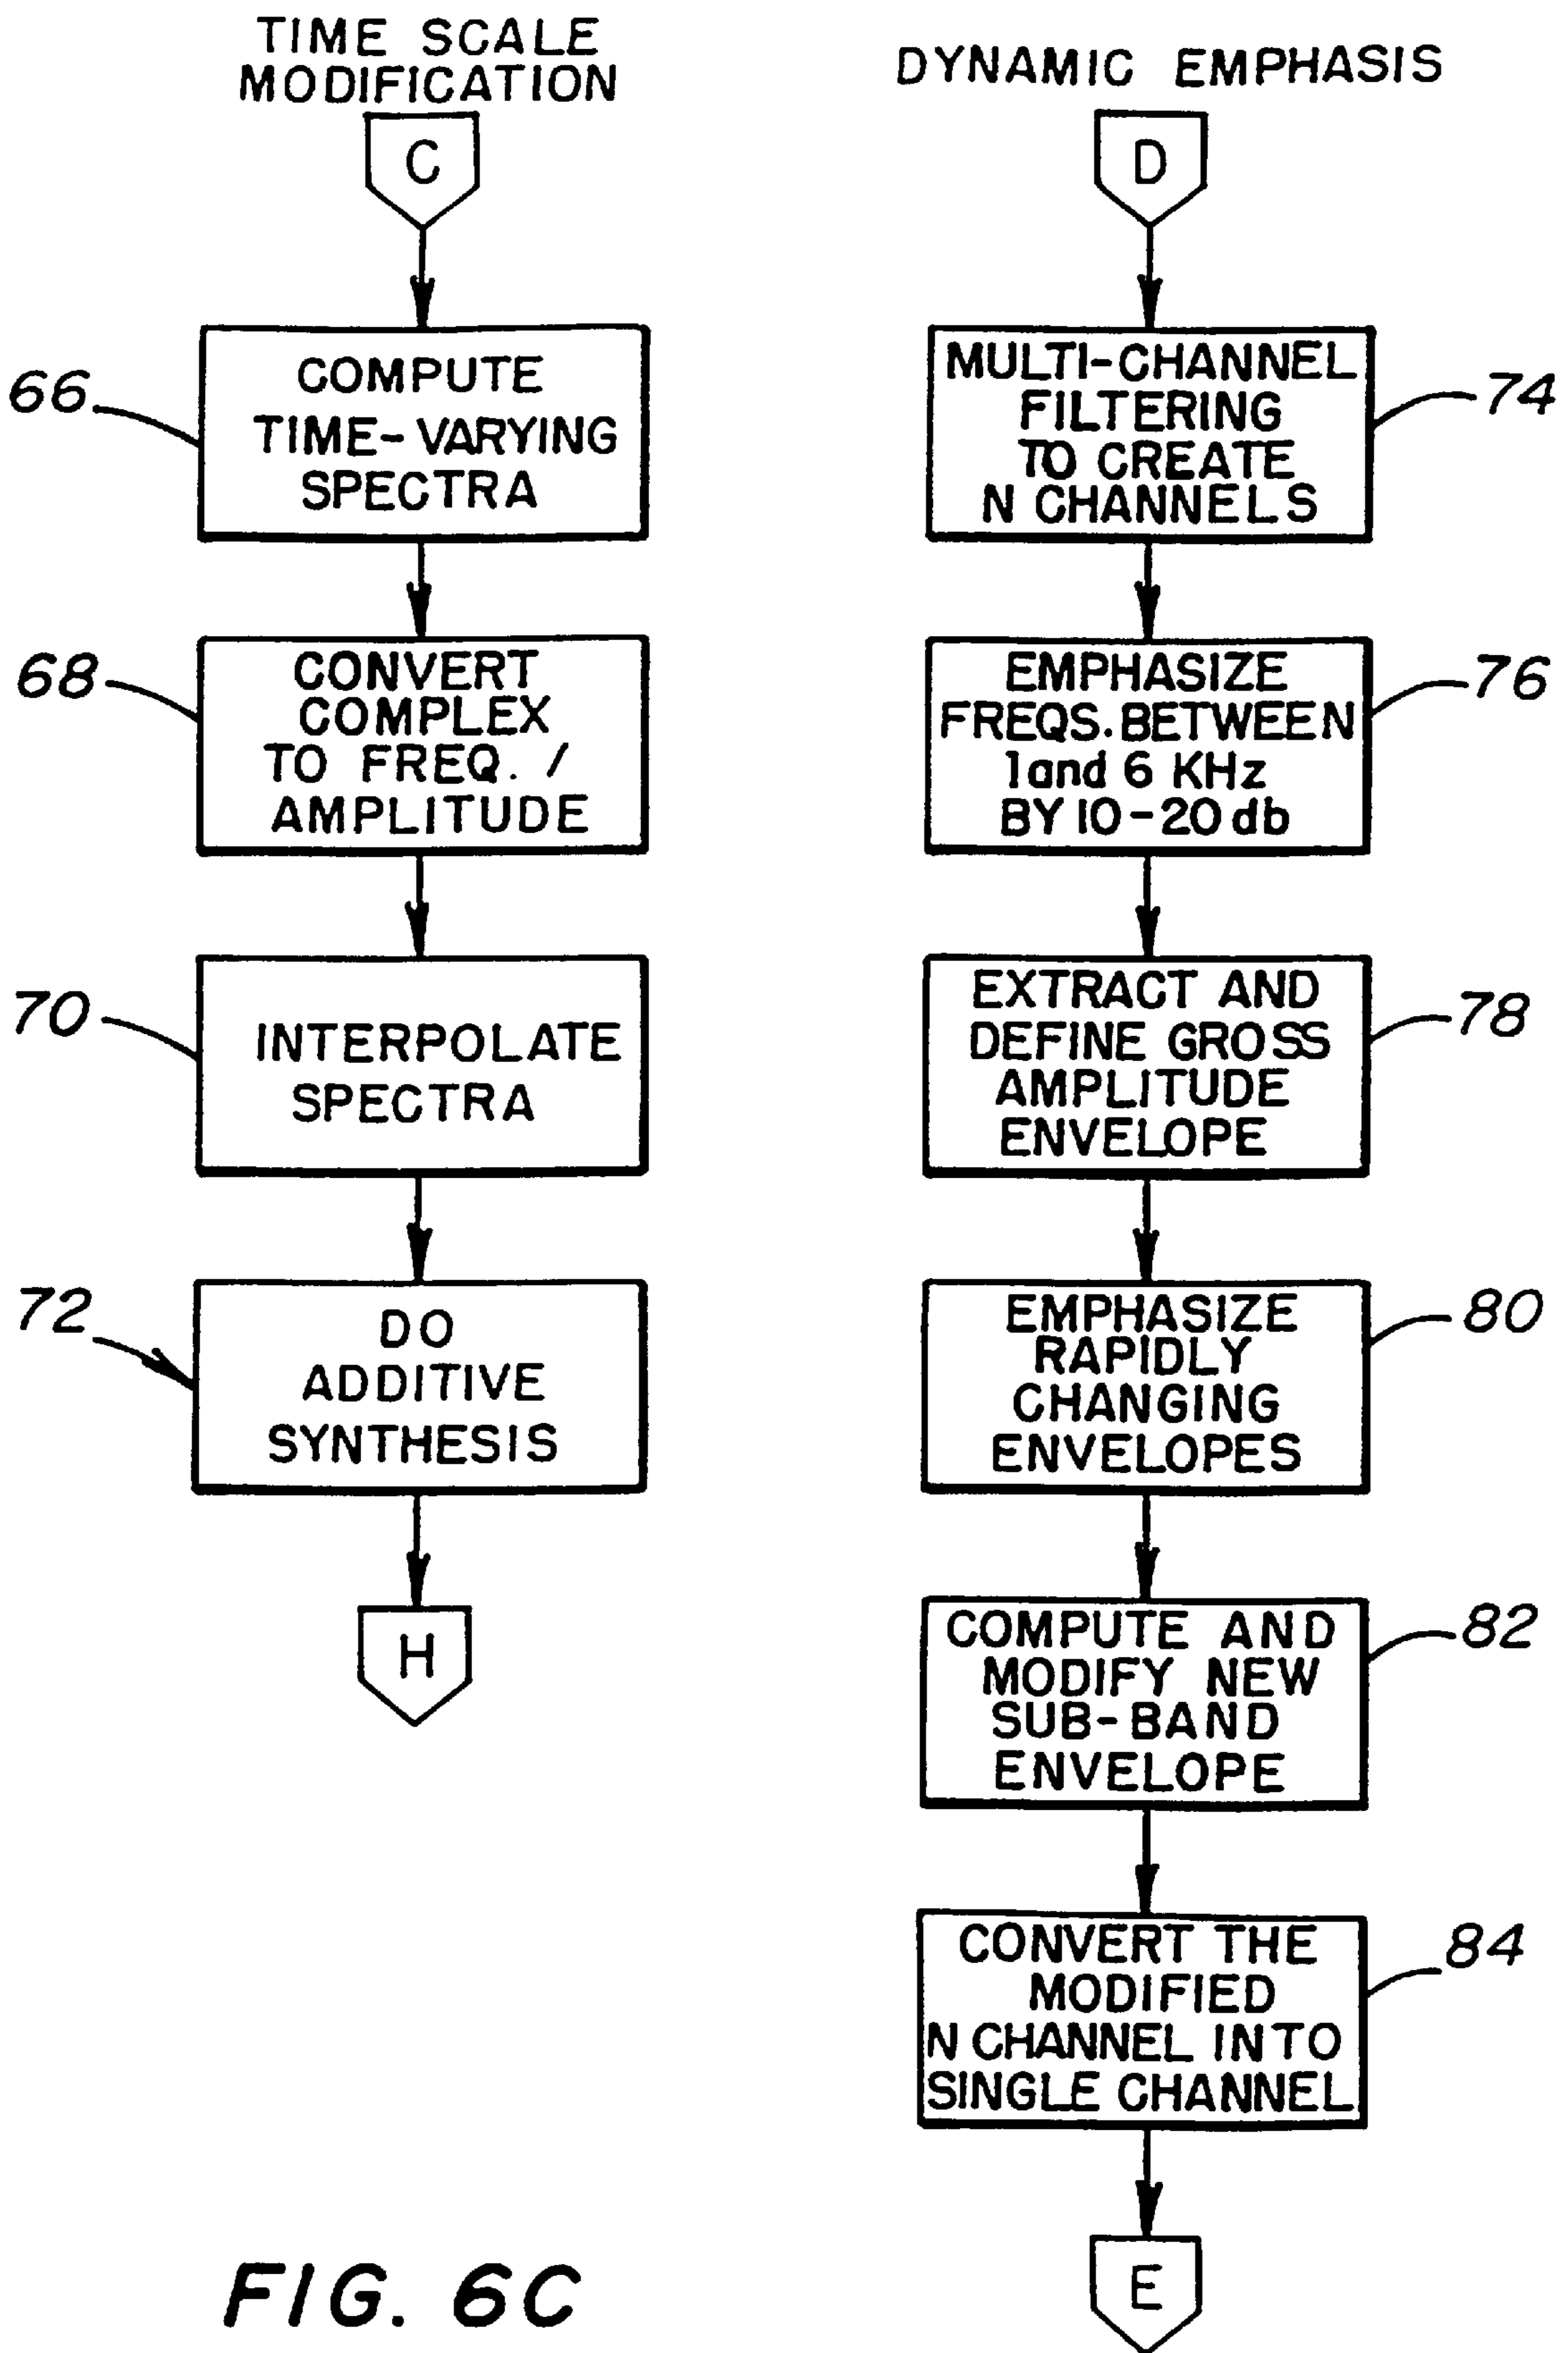 TIME SCALE
MODIFICATION
C
66
COMPUTE
TIME-VARYING
SPECTRA
68
CONVERT
COMPLEX
TO FREQ. /
AMPLITUDE
70
INTERPOLATE
SPECTRA
72
DO
ADDITIVE
SYNTHESIS
H
DYNAMIC EMPHASIS
D
MULTI-CHANNEL
FILTERING
TO CREATE
N CHANNELS
74
EMPHASIZE
FREQS. BETWEEN
1 and 6 KHz
BY 10-20 db
76
EXTRACT AND
DEFINE GROSS
AMPLITUDE
ENVELOPE
78
EMPHASIZE
RAPIDLY
CHANGING
ENVELOPES
80
COMPUTE AND
MODIFY NEW
SUB-BAND
ENVELOPE
82
CONVERT THE
MODIFIED
N CHANNEL INTO
SINGLE CHANNEL
84
E
FIG. 6C